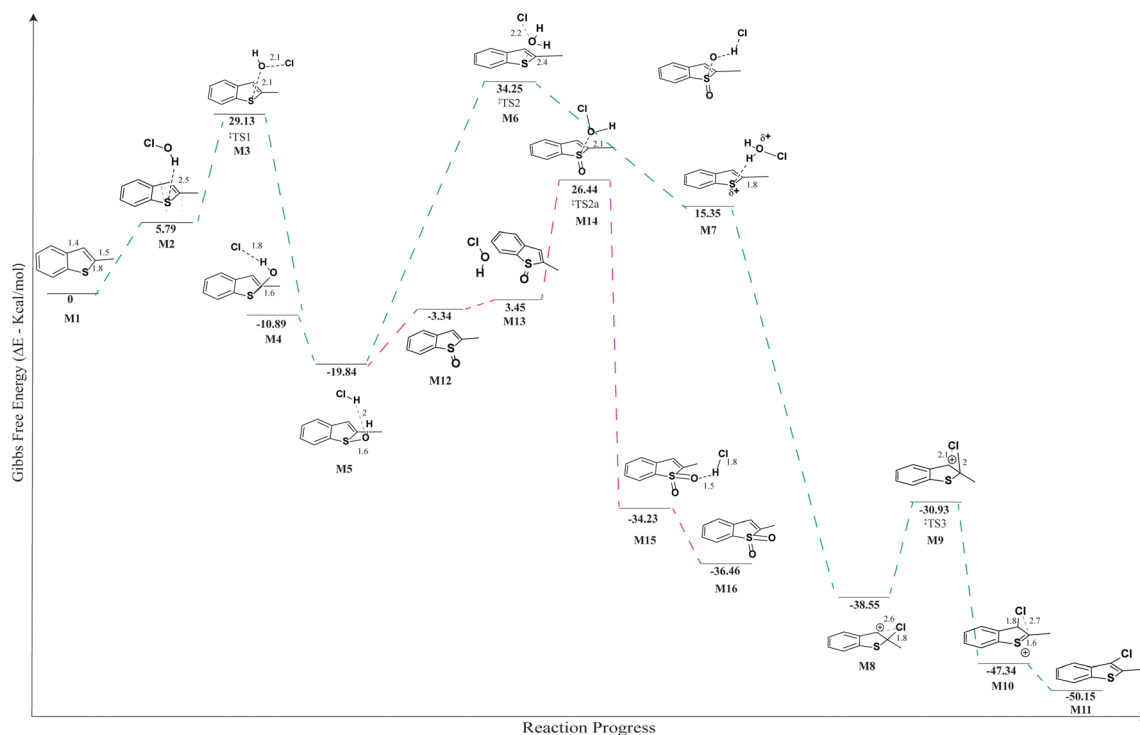 Gibbs Free Energy (ΔE - Kcal/mol)
Reaction Progress
1.4
1.5
1.8
S
0
M1
Cl
O
H
2.5
S
5.79
M2
H
O
2.1
Cl
2.1
S
29.13
‡TS1
M3
Cl
1.8
H
O
S
1.6
-10.89
M4
-19.84
Cl
H
2
H
S
O
1.6
M5
Cl
2.2
H
O
H
S
2.4
34.25
‡TS2
M6
-3.34
S
O
M12
Cl
O
H
S
O
3.45
M13
Cl
O
H
S
2.1
O
26.44
‡TS2a
M14
Cl
H
O
S
O
δ+
H
O
H
Cl
S
δ+
1.8
15.35
M7
Cl
1.8
H
S
O
1.5
O
-34.23
M15
S
O
O
-36.46
M16
-38.55
2.6
Cl
1.8
S
M8
Cl
2.1
2
S
-30.93
‡TS3
M9
Cl
1.8
2.7
1.6
S
-47.34
M10
Cl
S
-50.15
M11